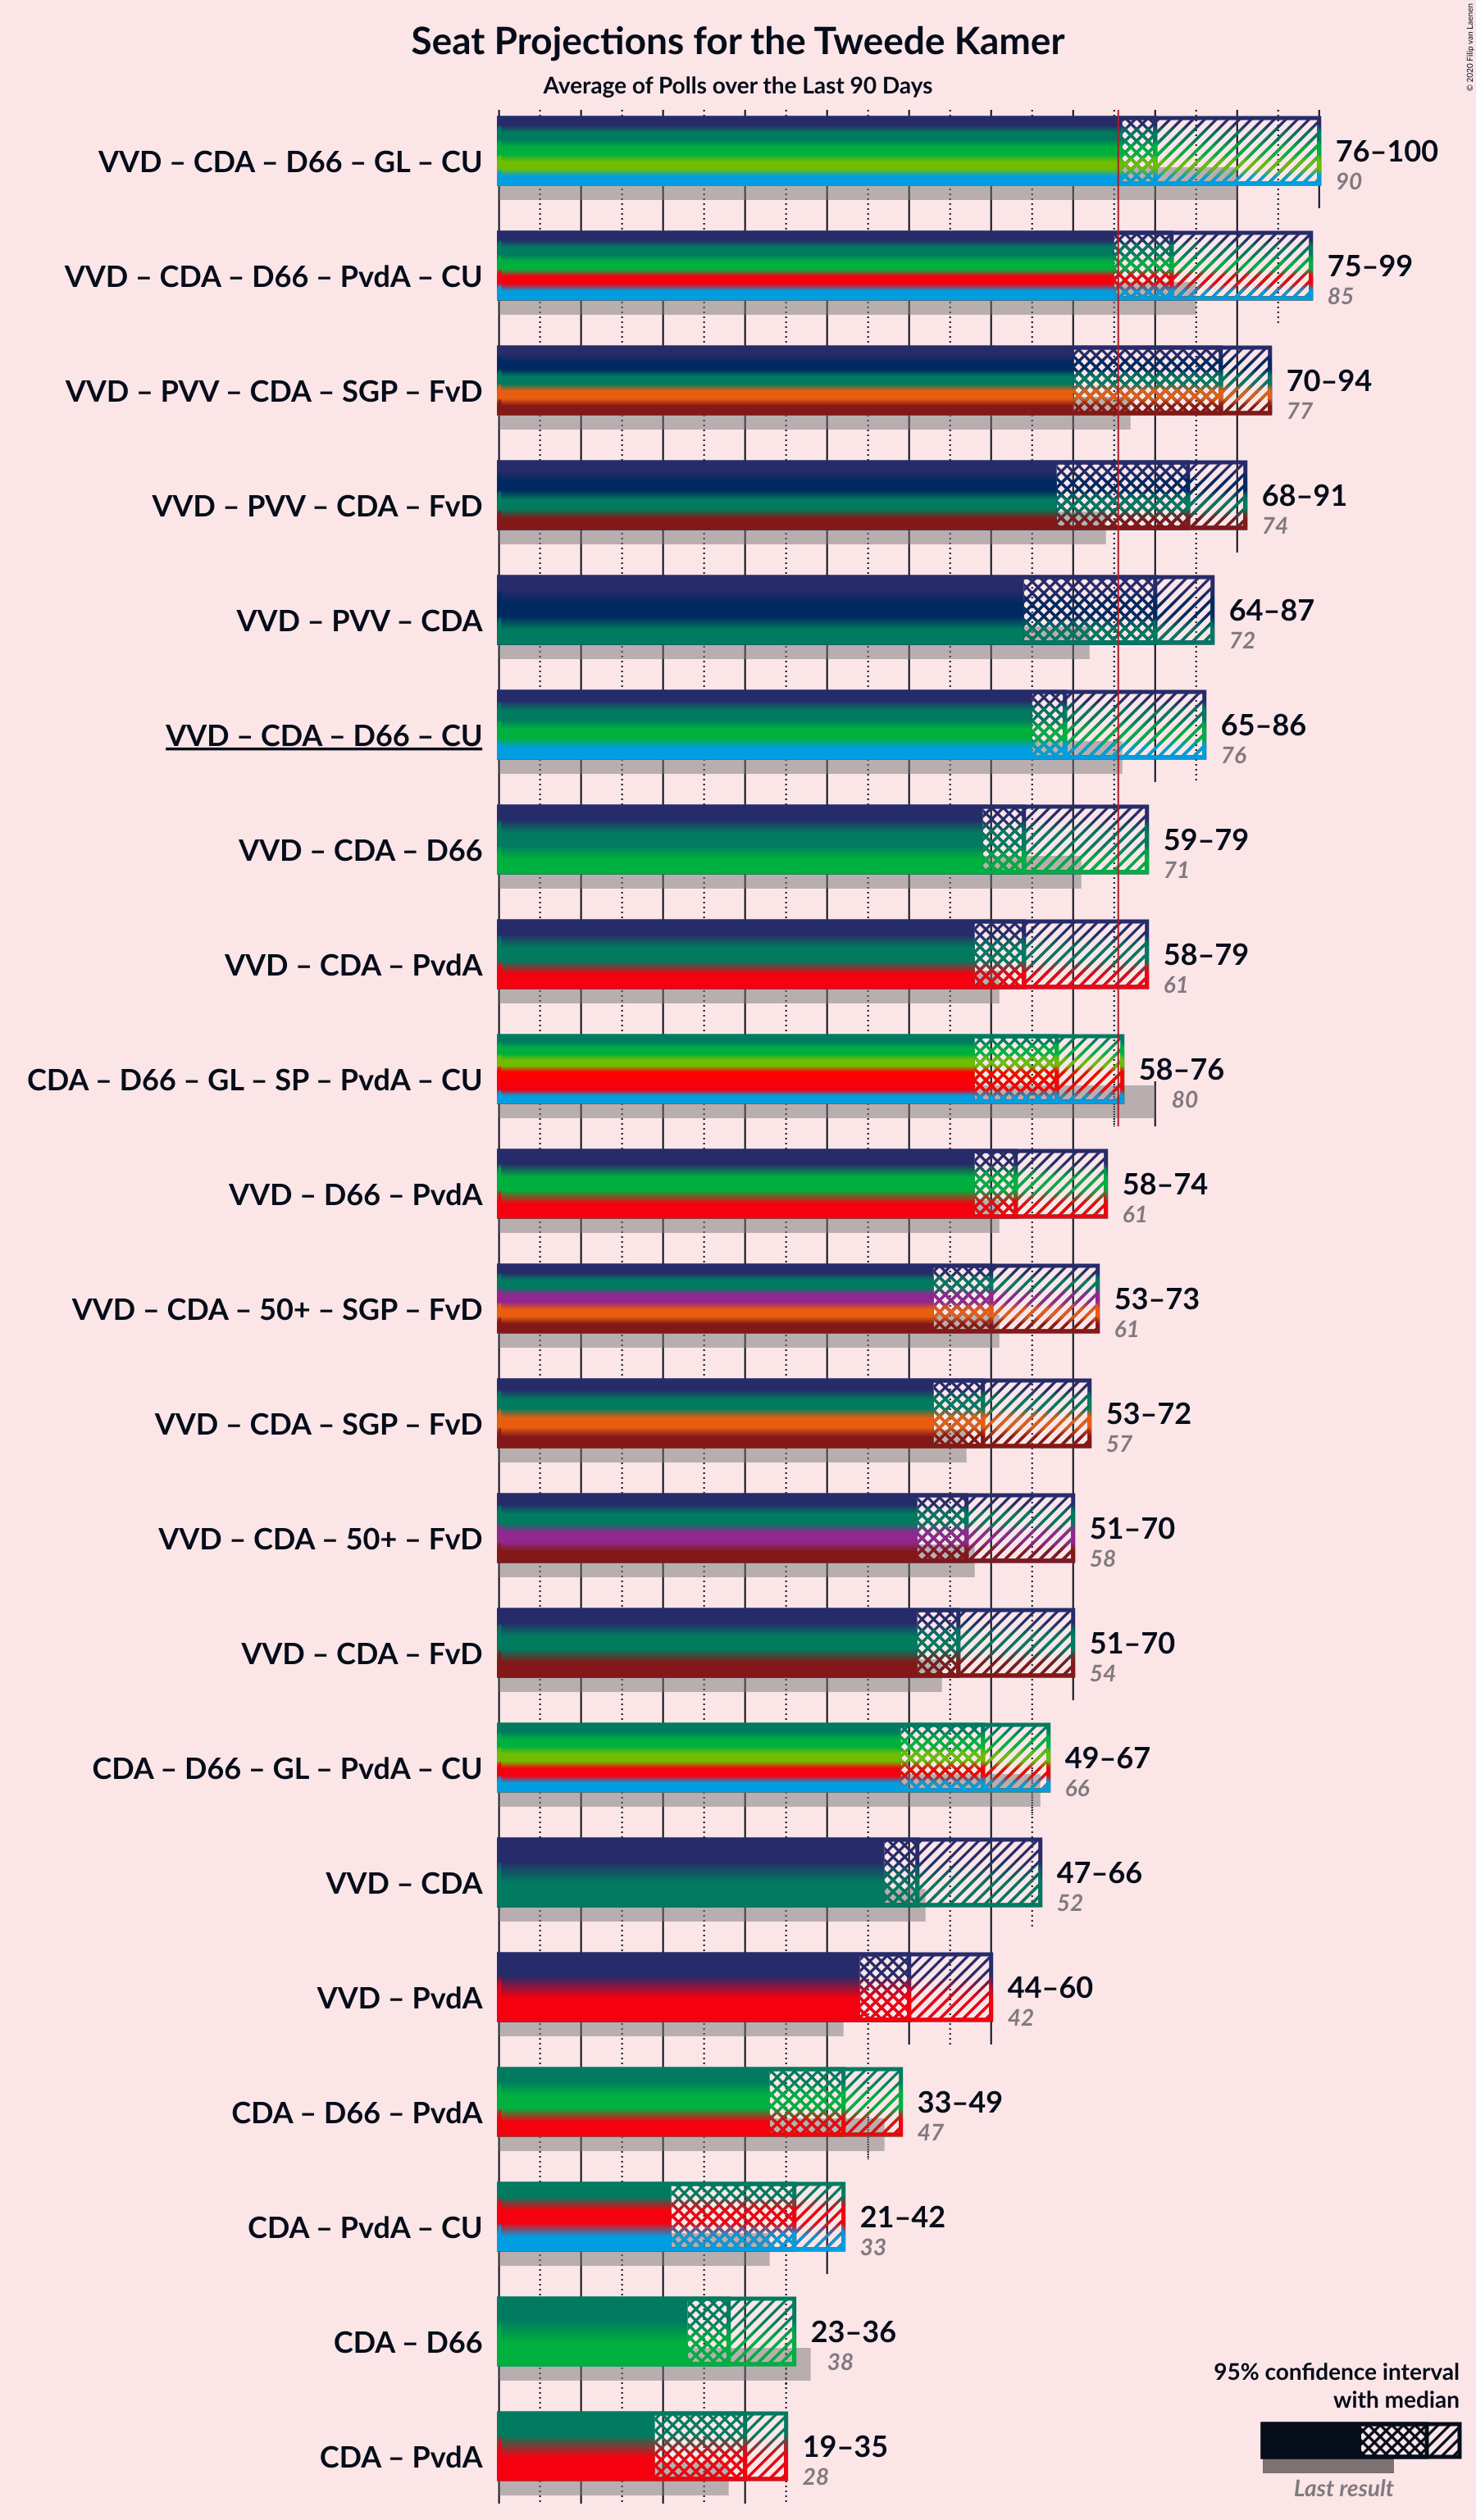 Seat Projections for the Tweede Kamer
Average of Polls over the Last 90 Days
© 2020 Filip van Laenen
VVD – CDA – D66 – GL – CU
76–100
90
VVD – CDA – D66 – PvdA – CU
75–99
85
VVD – PVV – CDA – SGP – FvD
70–94
77
VVD – PVV – CDA – FvD
68–91
74
VVD – PVV – CDA
64–87
72
VVD – CDA – D66 – CU
65–86
76
VVD – CDA – D66
59–79
71
VVD – CDA – PvdA
58–79
61
CDA – D66 – GL – SP – PvdA – CU
58–76
80
VVD – D66 – PvdA
58–74
61
VVD – CDA – 50+ – SGP – FvD
53–73
61
VVD – CDA – SGP – FvD
53–72
57
VVD – CDA – 50+ – FvD
51–70
58
VVD – CDA – FvD
51–70
54
CDA – D66 – GL – PvdA – CU
49–67
66
VVD – CDA
47–66
52
VVD – PvdA
44–60
42
CDA – D66 – PvdA
33–49
47
CDA – PvdA – CU
21–42
33
CDA – D66
23–36
38
CDA – PvdA
19–35
28
95% confidence interval
with median
Last result